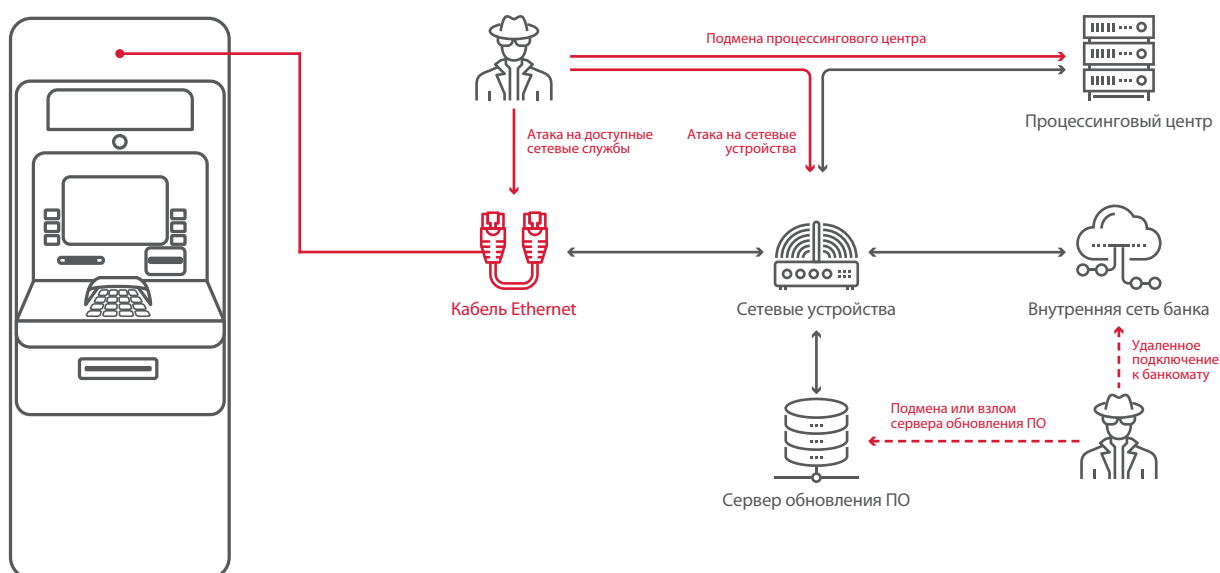 Подмена процессингового центра
Процессинговый центр
Атака на доступные
сетевые службы
Атака на сетевые
устройства
Кабель Ethernet
Сетевые устройства
Внутренняя сеть банка
Удаленное
подключение
к банкомату
Подмена или взлом
сервера обновления ПО
Сервер обновления ПО